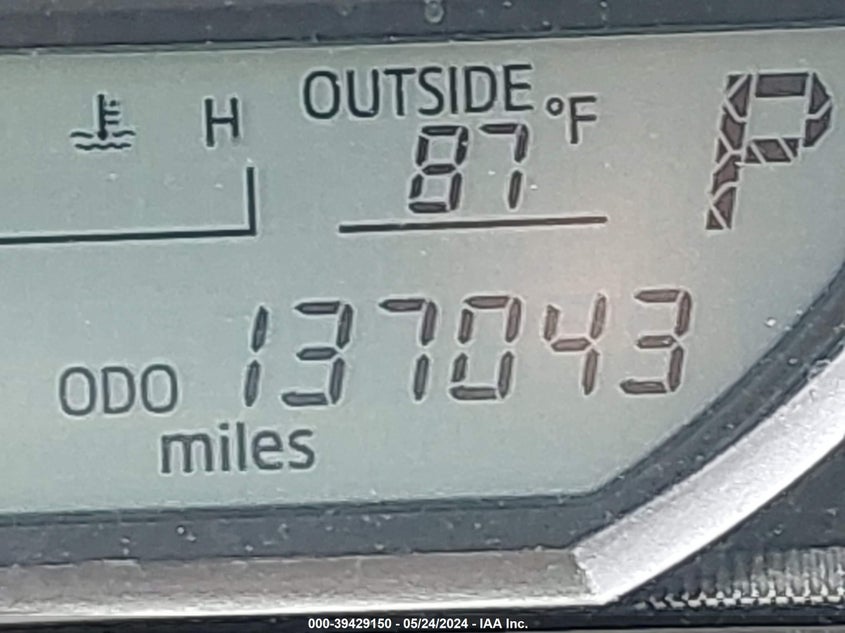 H
OUTSIDE
87 °F
P
ODO 137043
miles
000-39429150 - 05/24/2024 - IAA Inc.